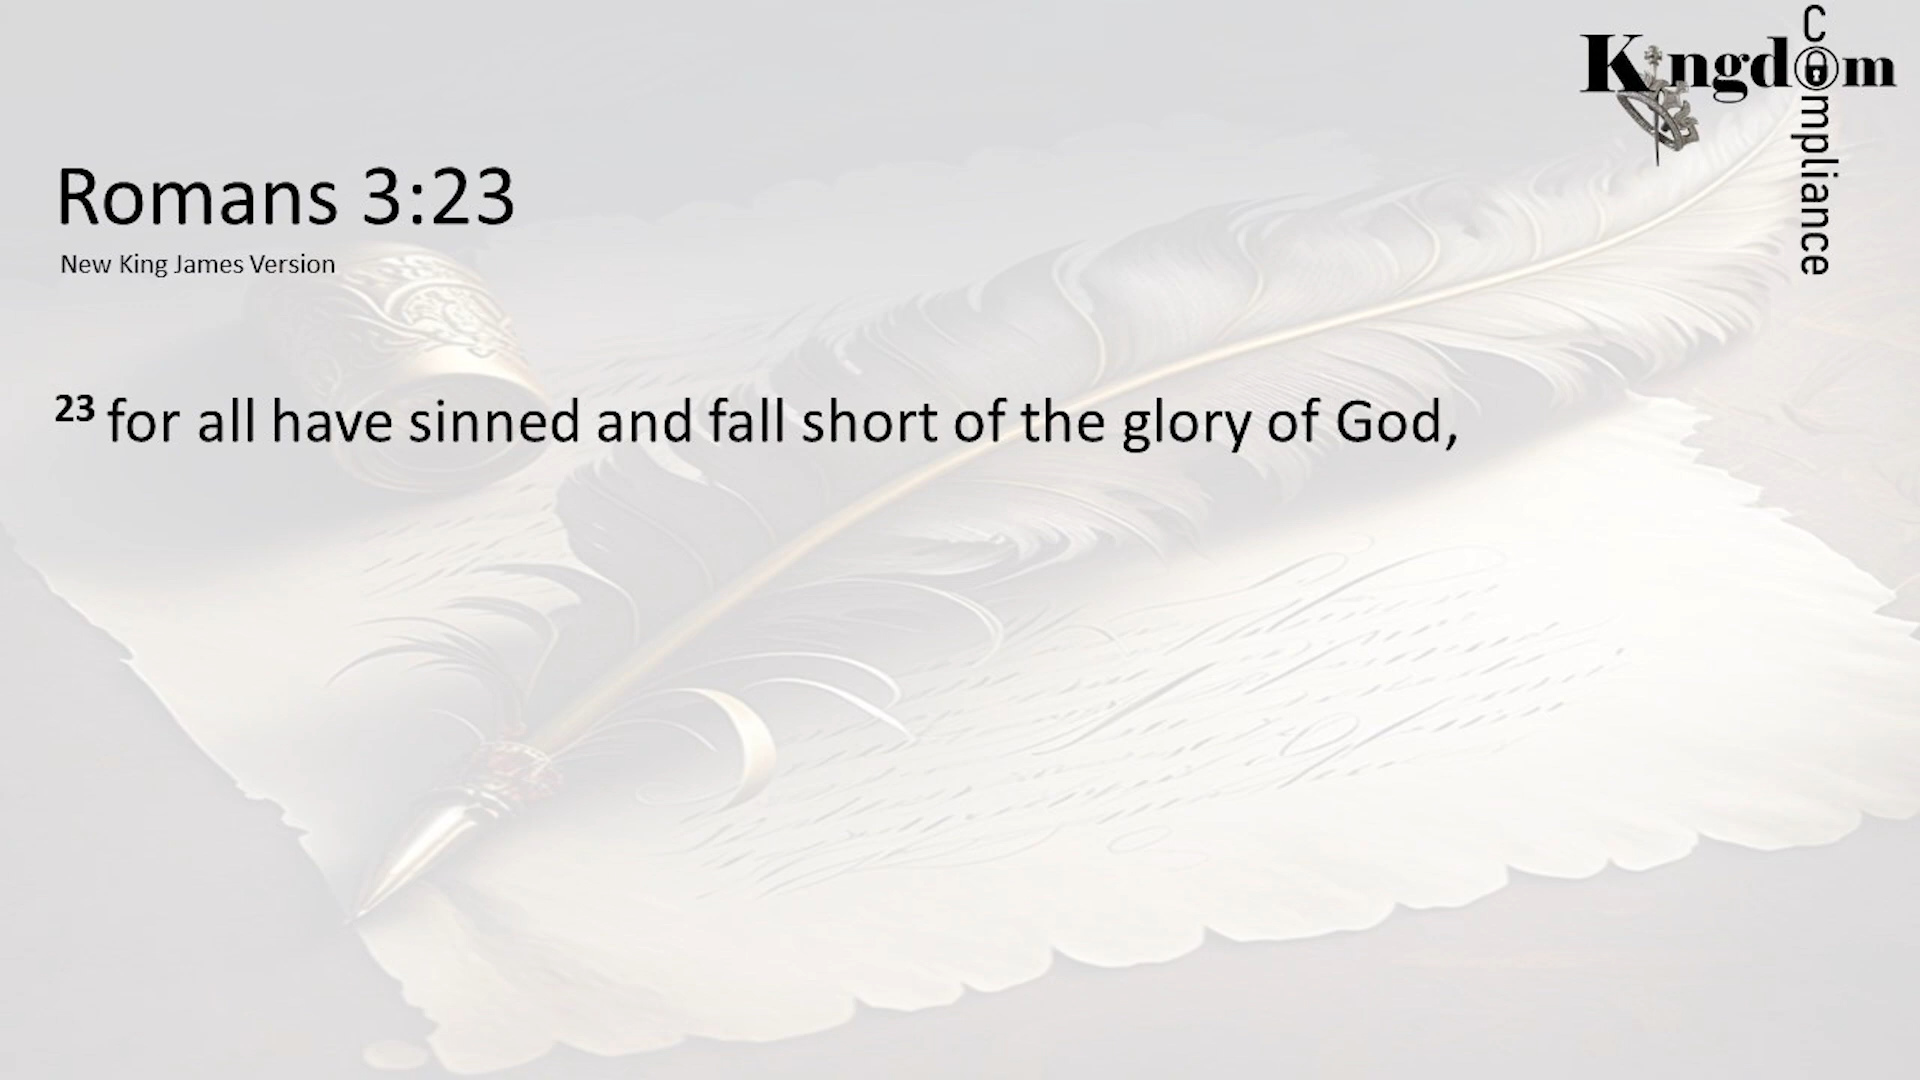 Kingdom
Compliance
Romans 3:23
New King James Version
23 for all have sinned and fall short of the glory of God,